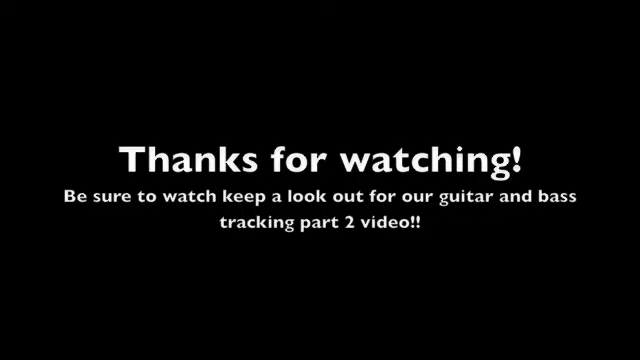 Thanks for watching!
Be sure to watch keep a look out for our guitar and bass
tracking part 2 video!!